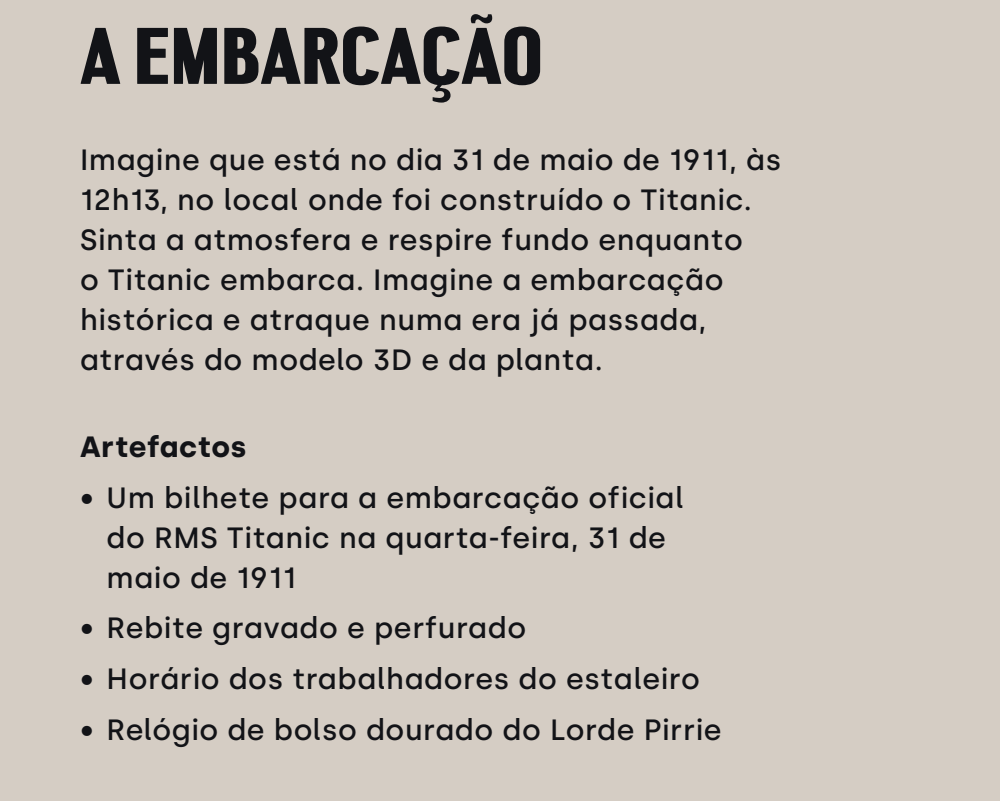 A EMBARCAÇÃO
Imagine que está no dia 31 de maio de 1911, às
12h13, no local onde foi construído o Titanic.
Sinta a atmosfera e respire fundo enquanto
o Titanic embarca. Imagine a embarcação
histórica e atraque numa era já passada,
através do modelo 3D e da planta.
Artefactos
• Um bilhete para a embarcação oficial
do RMS Titanic na quarta-feira, 31 de
maio de 1911
• Rebite gravado e perfurado
• Horário dos trabalhadores do estaleiro
• Relógio de bolso dourado do Lorde Pirrie